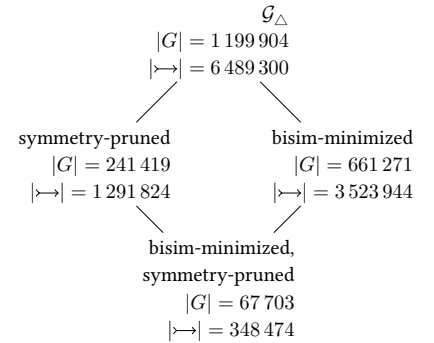 𝒢△
|G| = 1 199 904
|↣| = 6 489 300
symmetry-pruned
|G| = 241 419
|↣| = 1 291 824
bisim-minimized
|G| = 661 271
|↣| = 3 523 944
bisim-minimized,
symmetry-pruned
|G| = 67 703
|↣| = 348 474